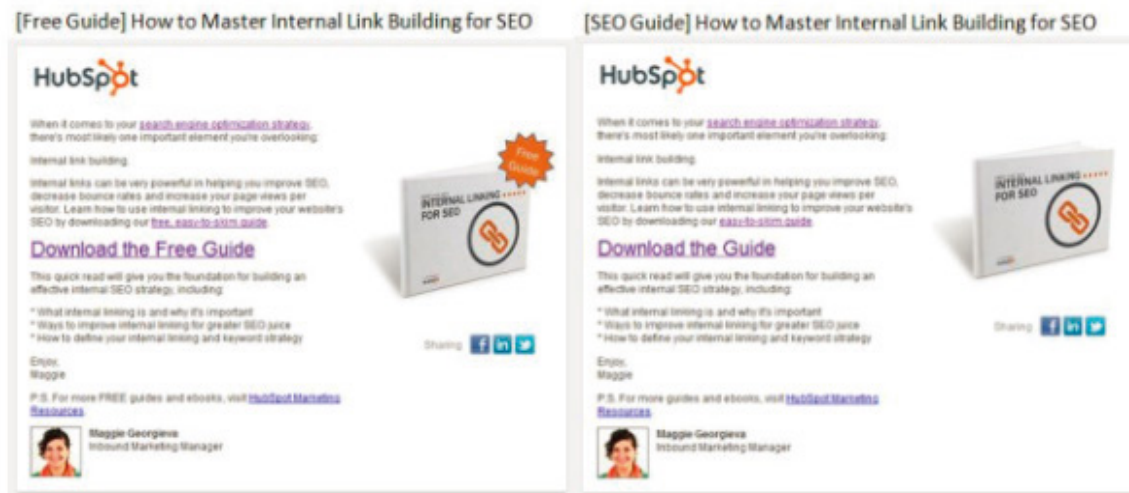 [Free Guide] How to Master Internal Link Building for SEO
HubSpot
When it comes to your search engine optimization strategy,
there's most likely one important element you're overlooking:
Internal link building.
Internal links can be very powerful in helping you improve SEO,
decrease bounce rates and increase your page views per
visitor. Learn how to use internal linking to improve your website's
SEO by downloading our free, easy-to-skim guide.
Download the Free Guide
This quick read will give you the foundation for building an
effective internal SEO strategy, including:
* What internal linking is and why it's important
* Ways to improve internal linking for greater SEO juice
* How to define your internal linking and keyword strategy
Enjoy,
Maggie
P.S. For more FREE guides and ebooks, visit HubSpot Marketing
Resources.
Maggie Georgieva
Inbound Marketing Manager
Free
Guide
INTERNAL LINKING
FOR SEO
Sharing
f in
[SEO Guide] How to Master Internal Link Building for SEO
HubSpot
When it comes to your search engine optimization strategy,
there's most likely one important element you're overlooking:
Internal link building.
Internal links can be very powerful in helping you improve SEO,
decrease bounce rates and increase your page views per
visitor. Learn how to use internal linking to improve your website's
SEO by downloading our easy-to-skim guide.
Download the Guide
This quick read will give you the foundation for building an
effective internal SEO strategy, including:
* What internal linking is and why it's important
* Ways to improve internal linking for greater SEO juice
* How to define your internal linking and keyword strategy
Enjoy,
Maggie
P.S. For more guides and ebooks, visit HubSpot Marketing
Resources.
Maggie Georgieva
Inbound Marketing Manager
INTERNAL LINKING
FOR SEO
Sharing
f in